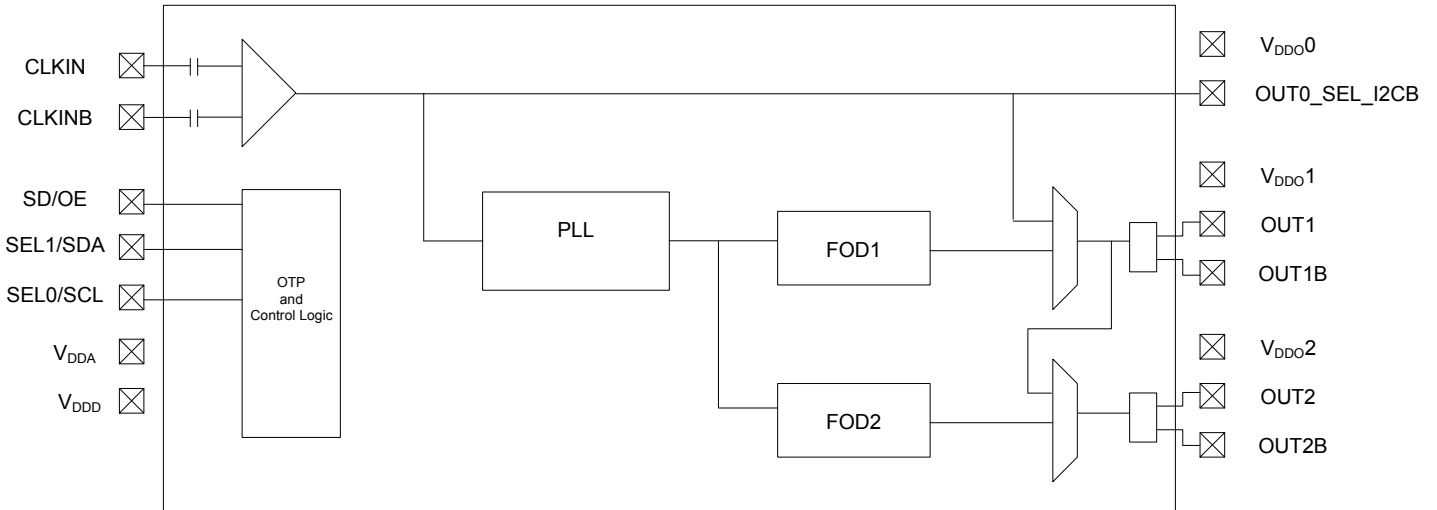 CLKIN
CLKINB
SD/OE
SEL1/SDA
SEL0/SCL
VDDA
VDDD
OTP
and
Control Logic
PLL
FOD1
FOD2
VDDO0
OUT0_SEL_I2CB
VDDO1
OUT1
OUT1B
VDDO2
OUT2
OUT2B